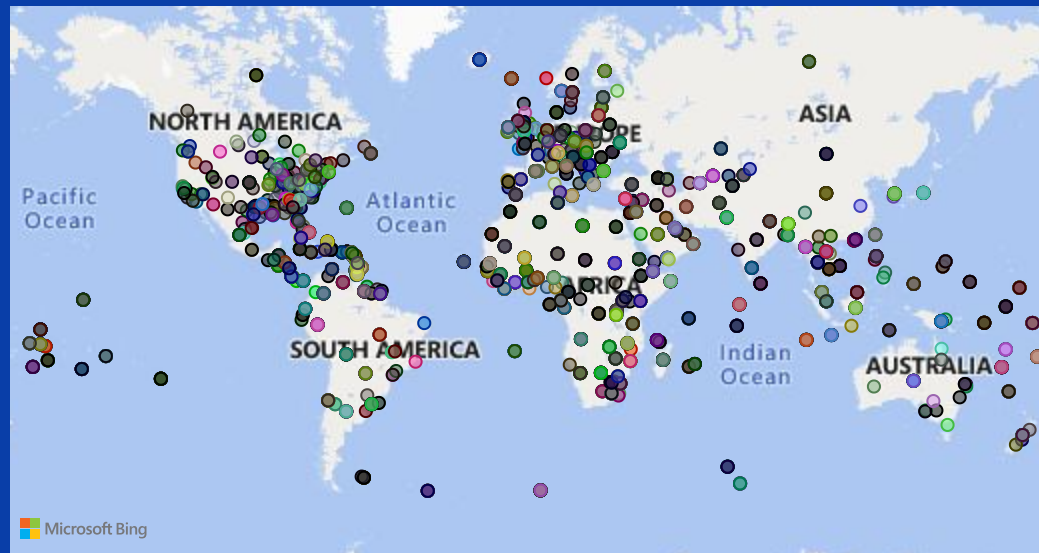 NORTH AMERICA
ASIA
Pacific
Ocean
Atlantic
Ocean
SOUTH AMERICA
Indian
Ocean
AUSTRALIA
Microsoft Bing